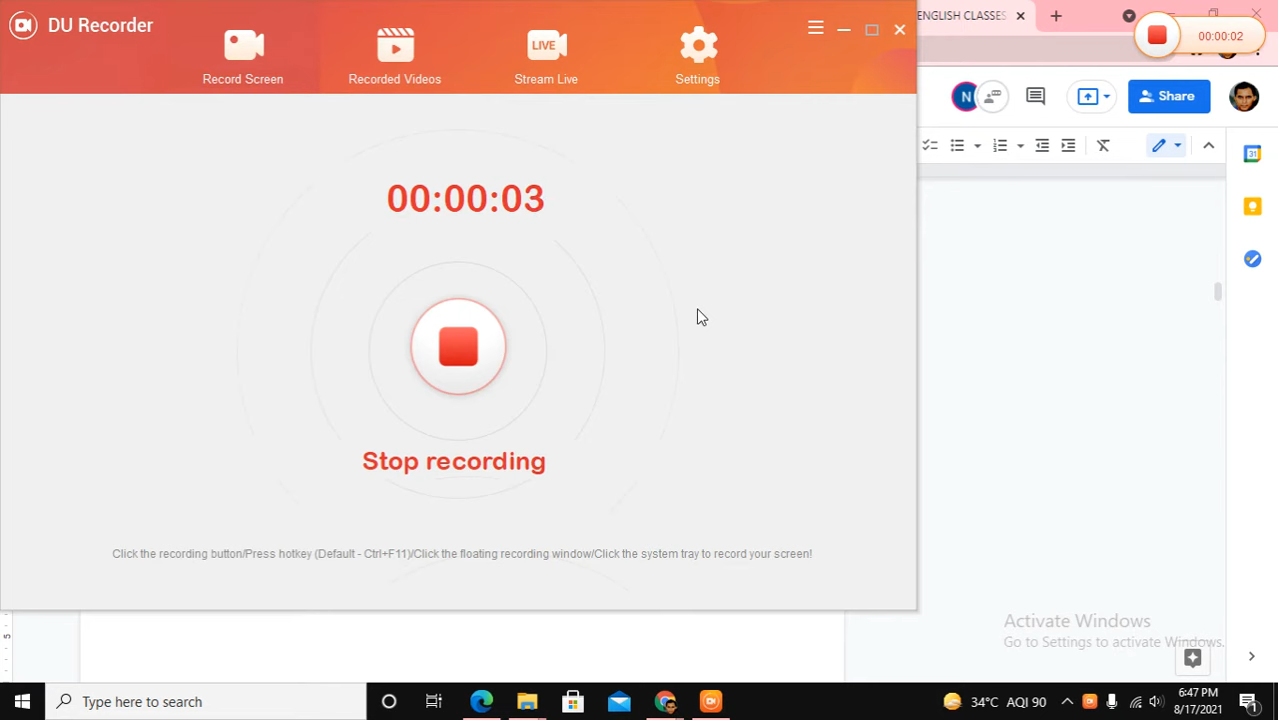 DU Recorder
Record Screen
Recorded Videos
LIVE
Stream Live
Settings
ENGLISH CLASSES
00:00:02
N
Share
31
00:00:03
Stop recording
Click the recording button/Press hotkey (Default - Ctrl+F11)/Click the floating recording window/Click the system tray to record your screen!
5
Activate Windows
Go to Settings to activate Windows.
Type here to search
34°C AQI 90
6:47 PM
8/17/2021
1